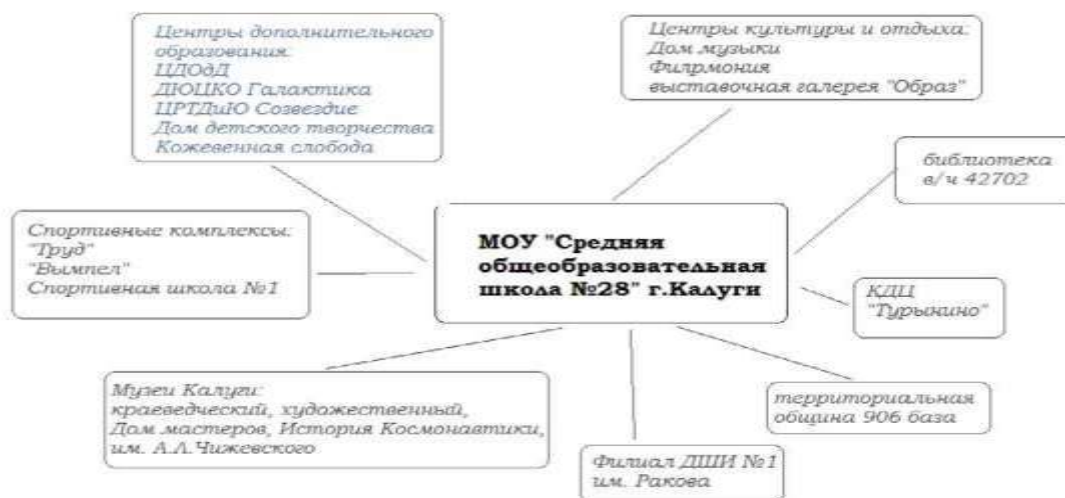 Центры дополнительного
образования:
ЦДОдД
ДЮЦКО Галактика
ЦРТДиЮ Созвездие
Дом детского творчества
Кожевенная слобода
Центры культуры и отдыха:
Дом музыки
Филрмония
выставочная галерея "Образ"
библиотека
в/ч 42702
Спортивные комплексы:
"Труд"
"Вымпел"
Спортивная школа №1
МОУ "Средняя
общеобразовательная
школа №28" г.Калуги
КДЦ
"Турынино"
Музеи Калуги:
краеведческий, художественный,
Дом мастеров, История Космонавтики,
им. А.Л.Чижевского
Филиал ДШИ №1
им. Ракова
территориальная
община 906 база